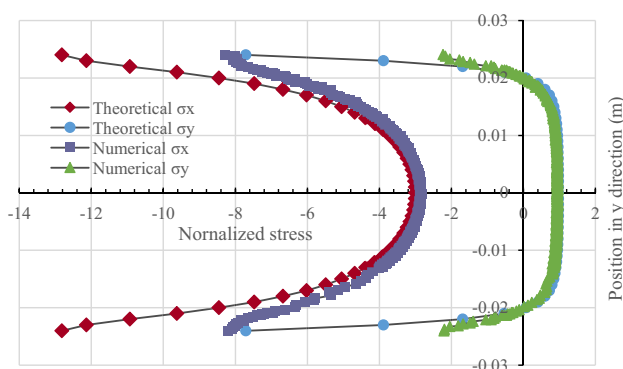 0.03
0.02
0.01
0
-0.01
-0.02
-0.03
-14
-12
-10
-8
-6
-4
-2
0
2
Theoretical σx
Theoretical σy
Numerical σx
Numerical σy
Nornalized stress
Position in y direction (m)